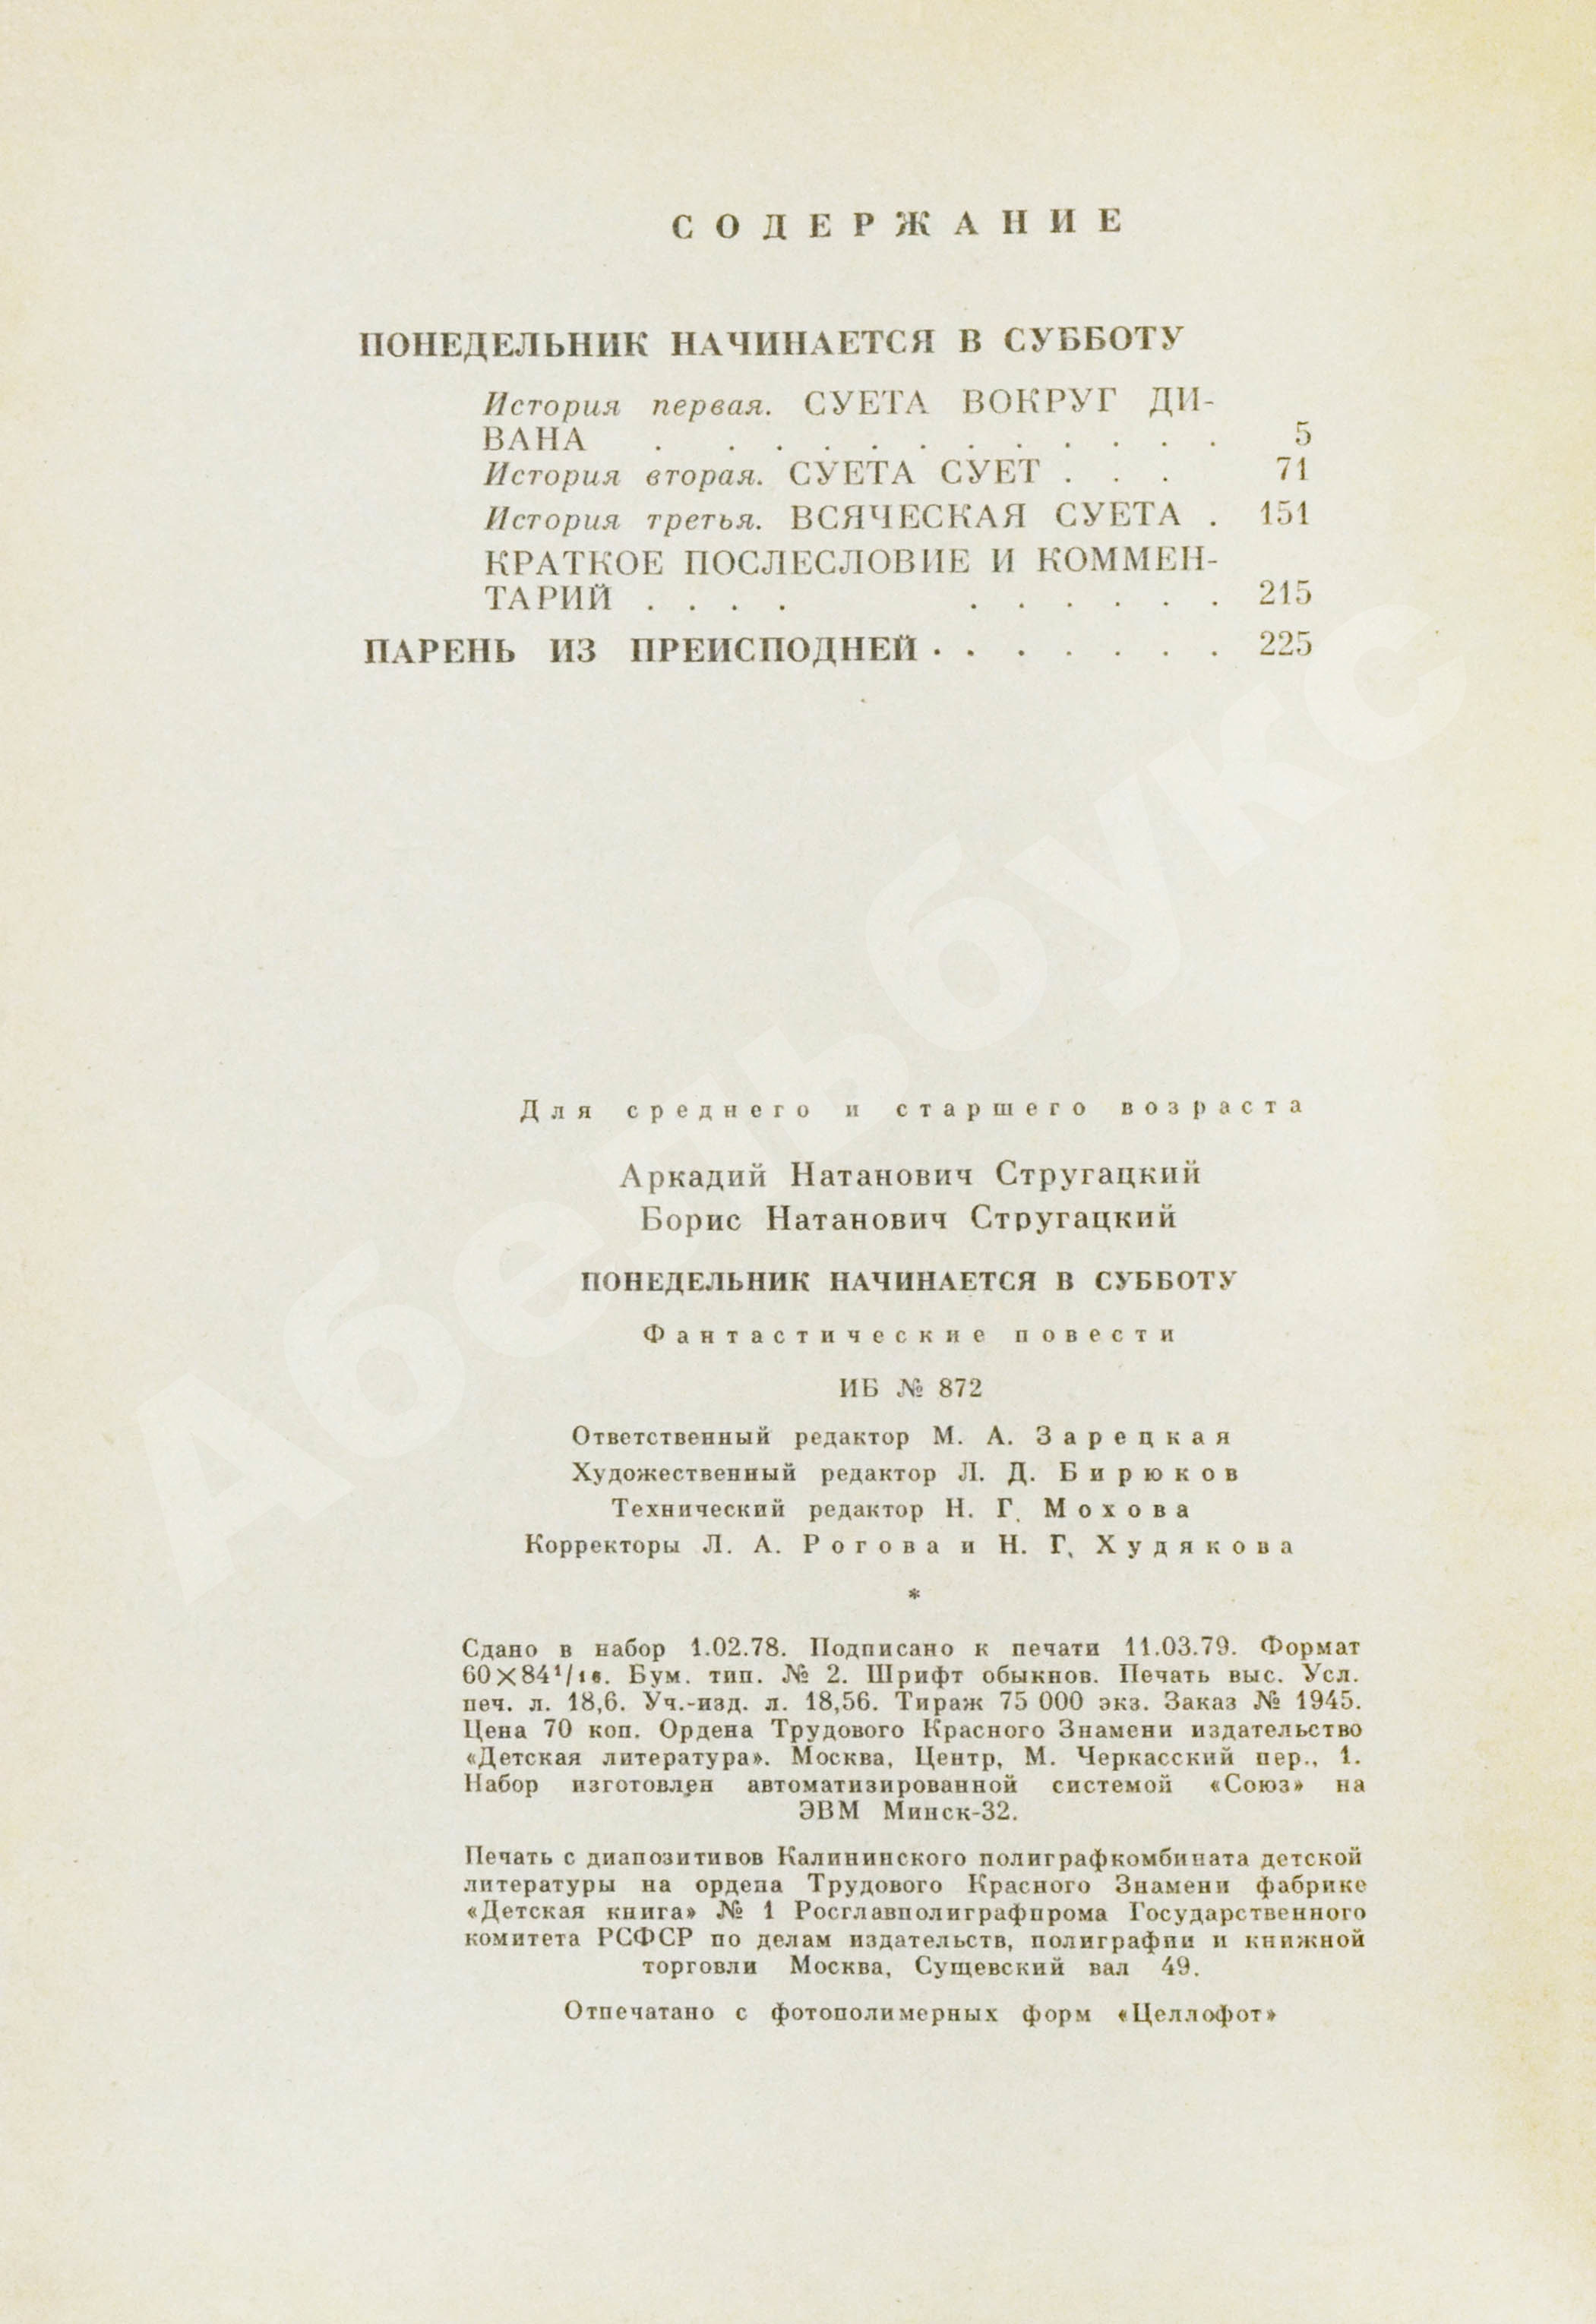 СОДЕРЖАНИЕ
ПОНЕДЕЛЬНИК НАЧИНАЕТСЯ В СУББОТУ
История первая. СУЕТА ВОКРУГ ДИ-
ВАНА . . . . . . . . . . . . 5
История вторая. СУЕТА СУЕТ . . . 71
История третья. ВСЯЧЕСКАЯ СУЕТА . 151
КРАТКОЕ ПОСЛЕСЛОВИЕ И КОММЕН-
ТАРИЙ . . . . . . . . . . 215
ПАРЕНЬ ИЗ ПРЕИСПОДНЕЙ . . . . . . . 225
Для среднего и старшего возраста
Аркадий Натанович Стругацкий
Борис Натанович Стругацкий
ПОНЕДЕЛЬНИК НАЧИНАЕТСЯ В СУББОТУ
Фантастические повести
ИБ № 872
Ответственный редактор М. А. Зарецкая
Художественный редактор Л. Д. Бирюков
Технический редактор Н. Г. Мохова
Корректоры Л. А. Рогова и Н. Г. Худякова
*
Сдано в набор 1.02.78. Подписано к печати 11.03.79. Формат
60×84¹/₁₆. Бум. тип. № 2. Шрифт обыкнов. Печать выс. Усл.
печ. л. 18,6. Уч.-изд. л. 18,56. Тираж 75 000 экз. Заказ № 1945.
Цена 70 коп. Ордена Трудового Красного Знамени издательство
«Детская литература». Москва, Центр, М. Черкасский пер., 1.
Набор изготовлен автоматизированной системой «Союз» на
ЭВМ Минск-32.
Печать с диапозитивов Калининского полиграфкомбината детской
литературы на ордена Трудового Красного Знамени фабрике
«Детская книга» № 1 Росглавполиграфпрома Государственного
комитета РСФСР по делам издательств, полиграфии и книжной
торговли Москва, Сущевский вал 49.
Отпечатано с фотополимерных форм «Целлофот»
Абельбукс